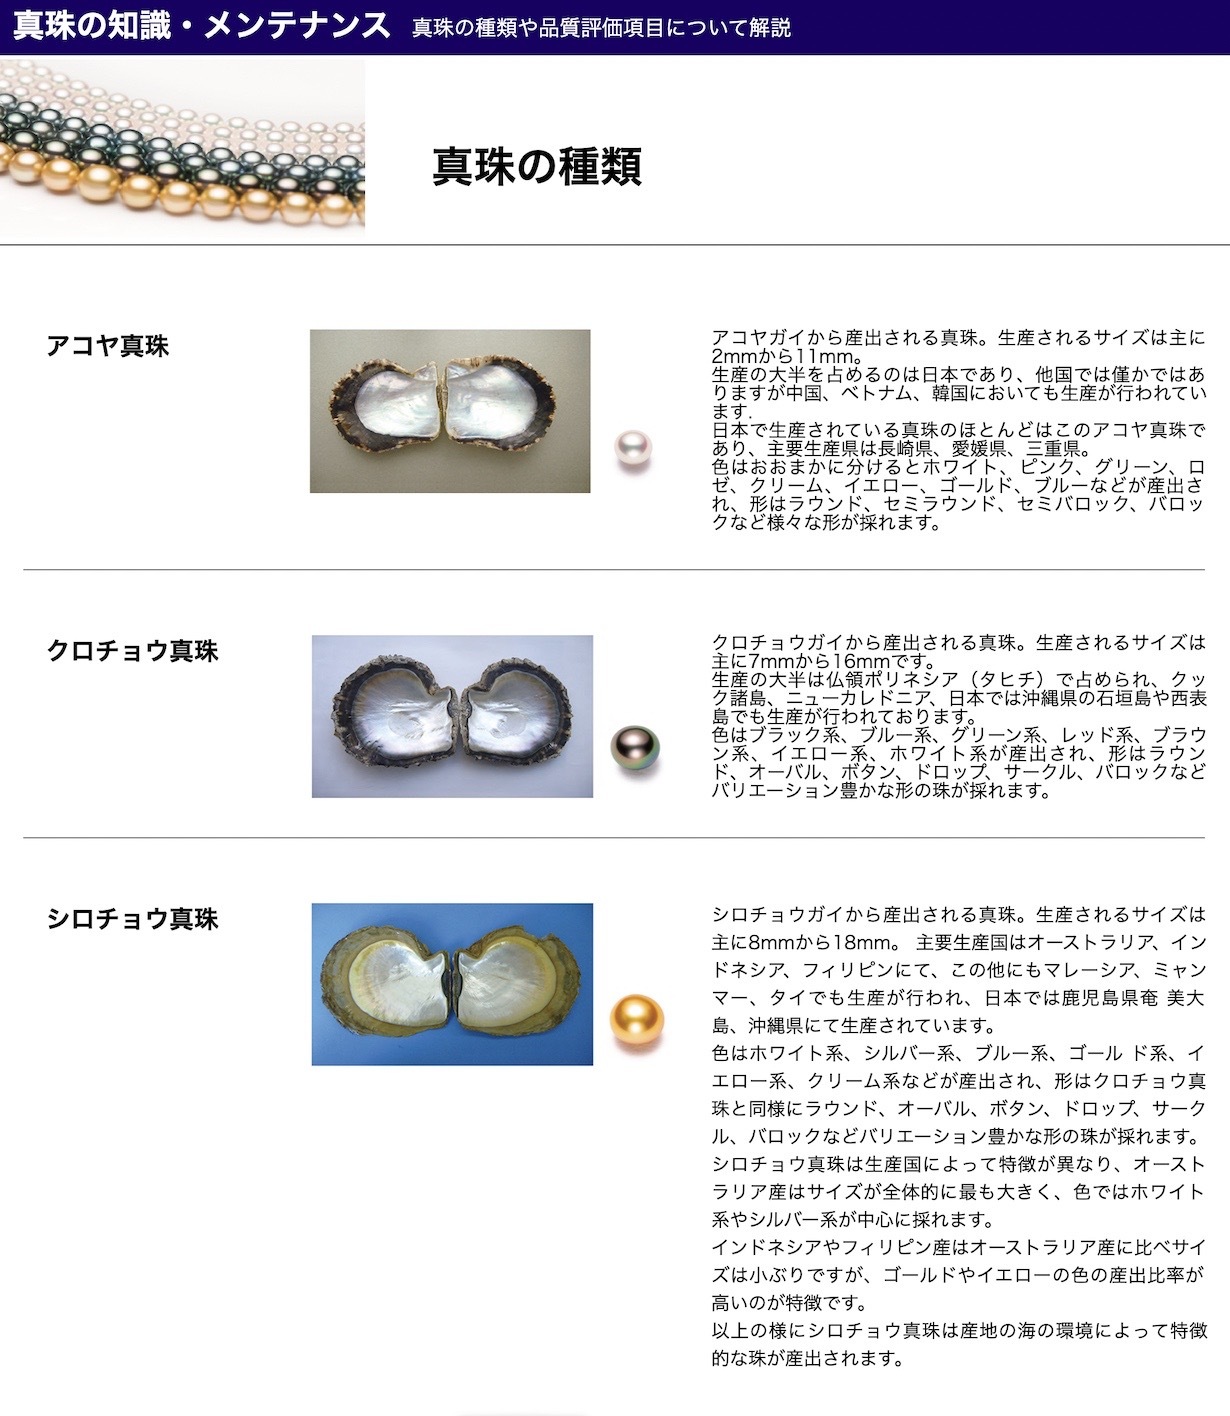 真珠の知識・メンテナンス 真珠の種類や品質評価項目について解説
真珠の種類
アコヤ真珠
アコヤガイから産出される真珠。生産されるサイズは主に
2mmから11mm。
生産の大半を占めるのは日本であり、他国では僅かではあ
りますが中国、ベトナム、韓国においても生産が行われてい
ます.
日本で生産されている真珠のほとんどはこのアコヤ真珠で
あり、主要生産県は長崎県、愛媛県、三重県。
色はおおまかに分けるとホワイト、ピンク、グリーン、ロ
ゼ、クリーム、イエロー、ゴールド、ブルーなどが産出さ
れ、形はラウンド、セミラウンド、セミバロック、バロッ
クなど様々な形が採れます。
クロチョウ真珠
クロチョウガイから産出される真珠。生産されるサイズは
主に7mmから16mmです。
生産の大半は仏領ポリネシア（タヒチ）で占められ、クッ
ク諸島、ニューカレドニア、日本では沖縄県の石垣島や西表
島でも生産が行われております。
色はブラック系、ブルー系、グリーン系、レッド系、ブラウ
ン系、イエロー系、ホワイト系が産出され、形はラウン
ド、オーバル、ボタン、ドロップ、サークル、バロックなど
バリエーション豊かな形の珠が採れます。
シロチョウ真珠
シロチョウガイから産出される真珠。生産されるサイズは
主に8mmから18mm。 主要生産国はオーストラリア、イン
ドネシア、フィリピンにて、この他にもマレーシア、ミャン
マー、タイでも生産が行われ、日本では鹿児島県奄 美大
島、沖縄県にて生産されています。
色はホワイト系、シルバー系、ブルー系、ゴール ド系、イ
エロー系、クリーム系などが産出され、形はクロチョウ真
珠と同様にラウンド、オーバル、ボタン、ドロップ、サーク
ル、バロックなどバリエーション豊かな形の珠が採れます。
シロチョウ真珠は生産国によって特徴が異なり、オースト
ラリア産はサイズが全体的に最も大きく、色ではホワイト
系やシルバー系が中心に採れます。
インドネシアやフィリピン産はオーストラリア産に比べサイ
ズは小ぶりですが、ゴールドやイエローの色の産出比率が
高いのが特徴です。
以上の様にシロチョウ真珠は産地の海の環境によって特徴
的な珠が産出されます。